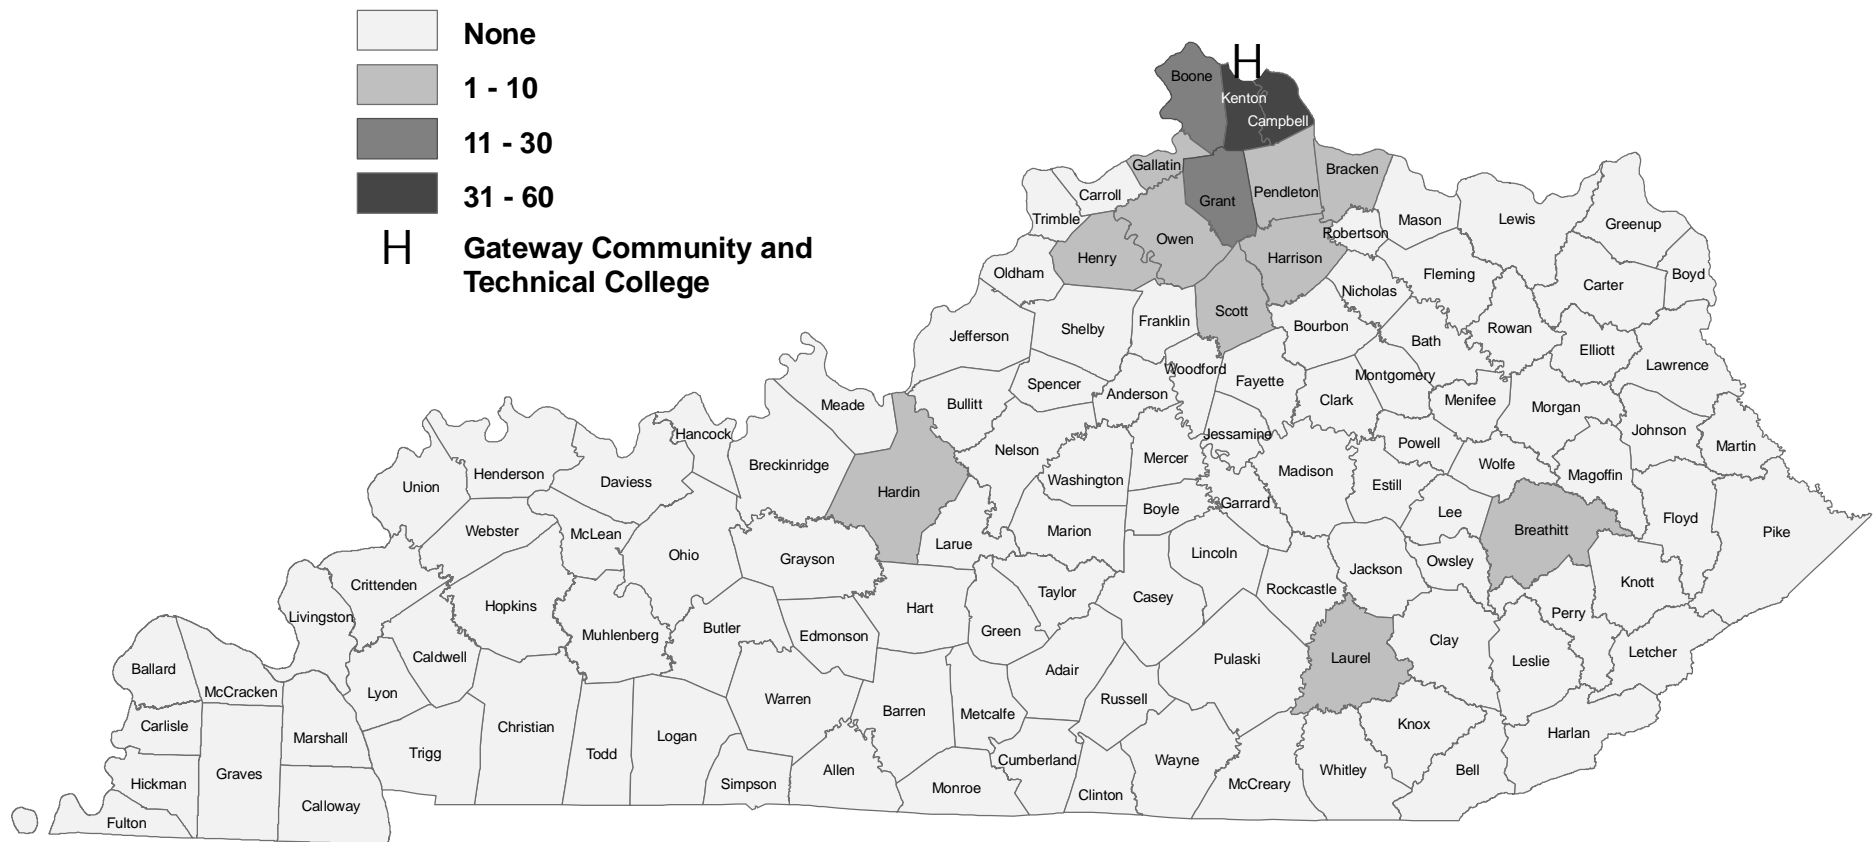 None
1 - 10
11 - 30
31 - 60
H
Gateway Community and
Technical College
H
Boone
Kenton
Campbell
Gallatin
Bracken
Carroll
Grant
Pendleton
Trimble
Mason
Lewis
Greenup
Owen
Robertson
Henry
Harrison
Oldham
Fleming
Boyd
Carter
Nicholas
Scott
Franklin
Shelby
Bourbon
Rowan
Jefferson
Bath
Elliott
Lawrence
Woodford
Montgomery
Fayette
Spencer
Anderson
Clark
Menifee
Morgan
Meade
Bullitt
Johnson
Hancock
Jessamine
Powell
Martin
Nelson
Mercer
Breckinridge
Madison
Wolfe
Magoffin
Henderson
Daviess
Washington
Estill
Union
Hardin
Garrard
Boyle
Lee
Floyd
Webster
McLean
Marion
Breathitt
Pike
Larue
Ohio
Grayson
Lincoln
Owsley
Jackson
Crittenden
Knott
Rockcastle
Taylor
Casey
Hopkins
Hart
Perry
Livingston
Butler
Green
Muhlenberg
Edmonson
Clay
Caldwell
Pulaski
Laurel
Leslie
Letcher
Ballard
Adair
McCracken
Lyon
Warren
Russell
Barren
Metcalfe
Carlisle
Christian
Knox
Marshall
Logan
Harlan
Trigg
Todd
Cumberland
Wayne
Graves
Allen
Whitley
Bell
Hickman
Simpson
Monroe
McCreary
Clinton
Calloway
Fulton